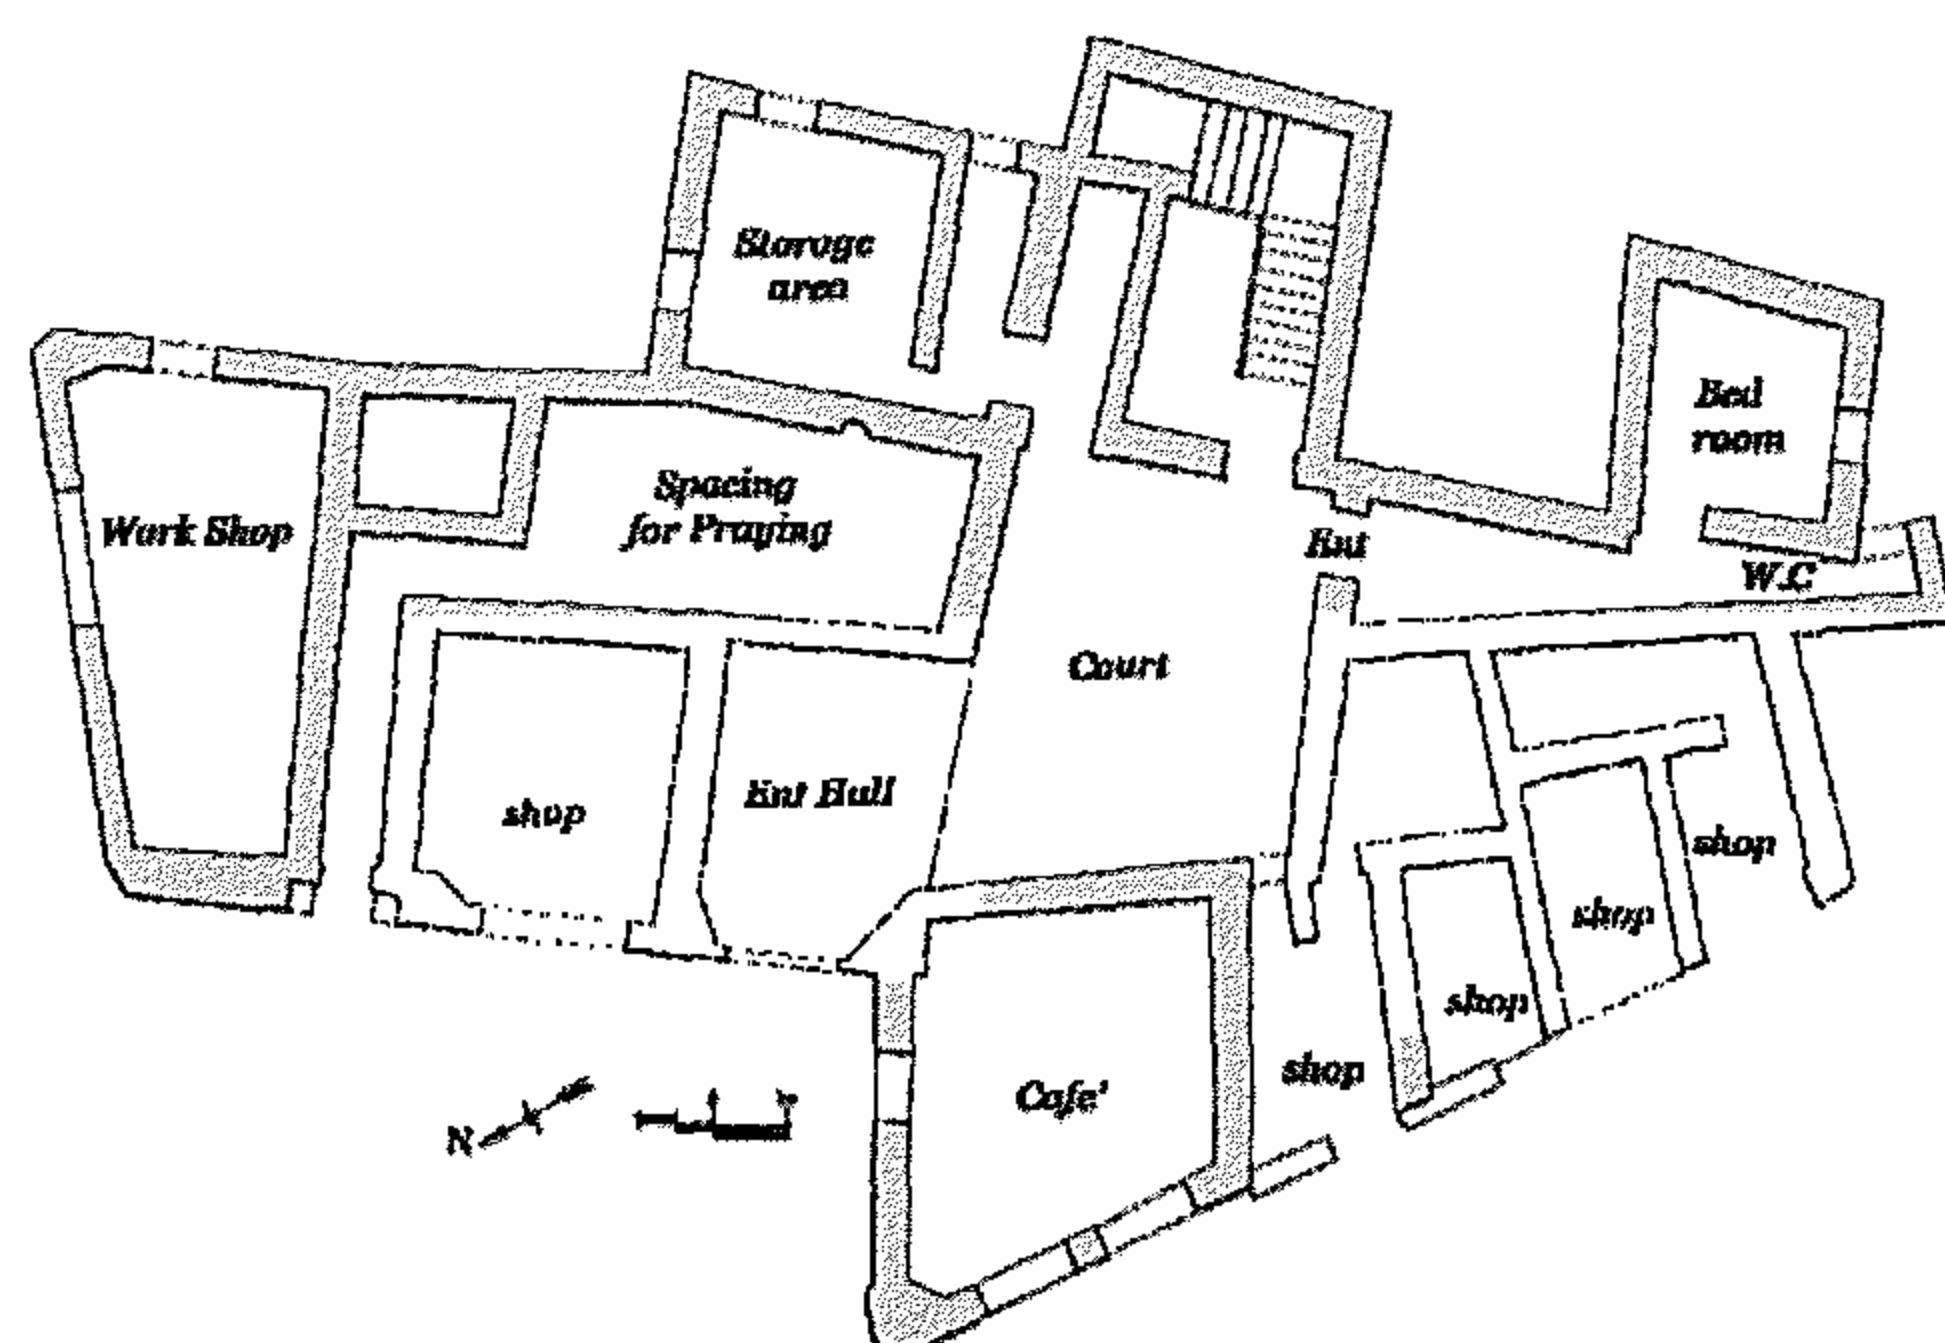 Storage
area
Bed
room
Spacing
for Praying
Work Shop
Ent
W.C
Court
Ent Hall
shop
shop
shop
shop
shop
Cafe'
N